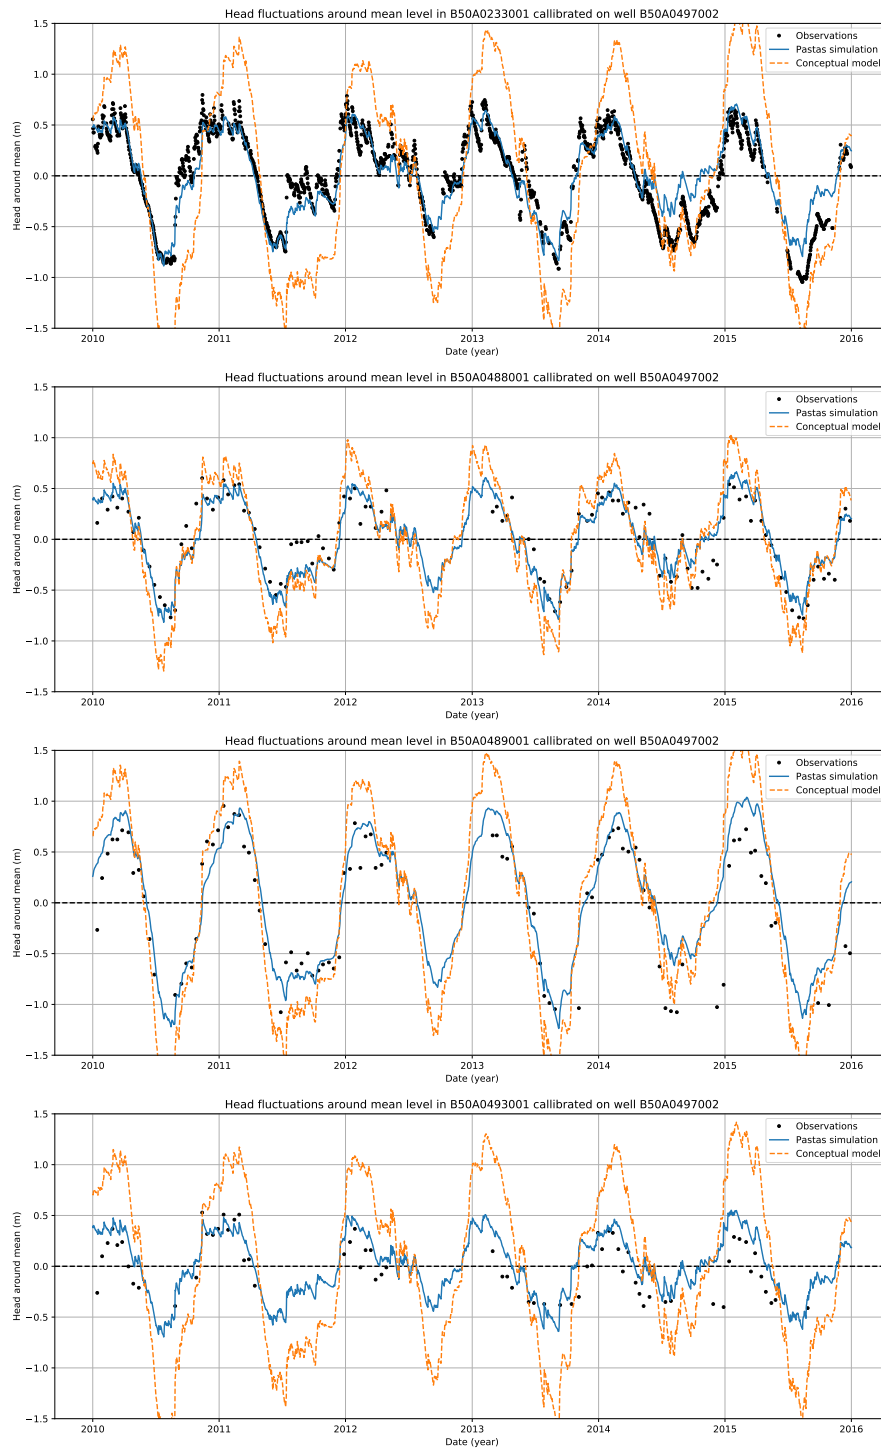 Head fluctuations around mean level in B50A0233001 callibrated on well B50A0497002
Observations
Pastas simulation
Conceptual model
Head around mean (m)
1.5
1.0
0.5
0.0
−0.5
−1.0
−1.5
2010 2011 2012 2013 2014 2015 2016
Date (year)
Head fluctuations around mean level in B50A0488001 callibrated on well B50A0497002
Observations
Pastas simulation
Conceptual model
Head around mean (m)
1.5
1.0
0.5
0.0
−0.5
−1.0
−1.5
2010 2011 2012 2013 2014 2015 2016
Date (year)
Head fluctuations around mean level in B50A0489001 callibrated on well B50A0497002
Observations
Pastas simulation
Conceptual model
Head around mean (m)
1.5
1.0
0.5
0.0
−0.5
−1.0
−1.5
2010 2011 2012 2013 2014 2015 2016
Date (year)
Head fluctuations around mean level in B50A0493001 callibrated on well B50A0497002
Observations
Pastas simulation
Conceptual model
Head around mean (m)
1.5
1.0
0.5
0.0
−0.5
−1.0
−1.5
2010 2011 2012 2013 2014 2015 2016
Date (year)